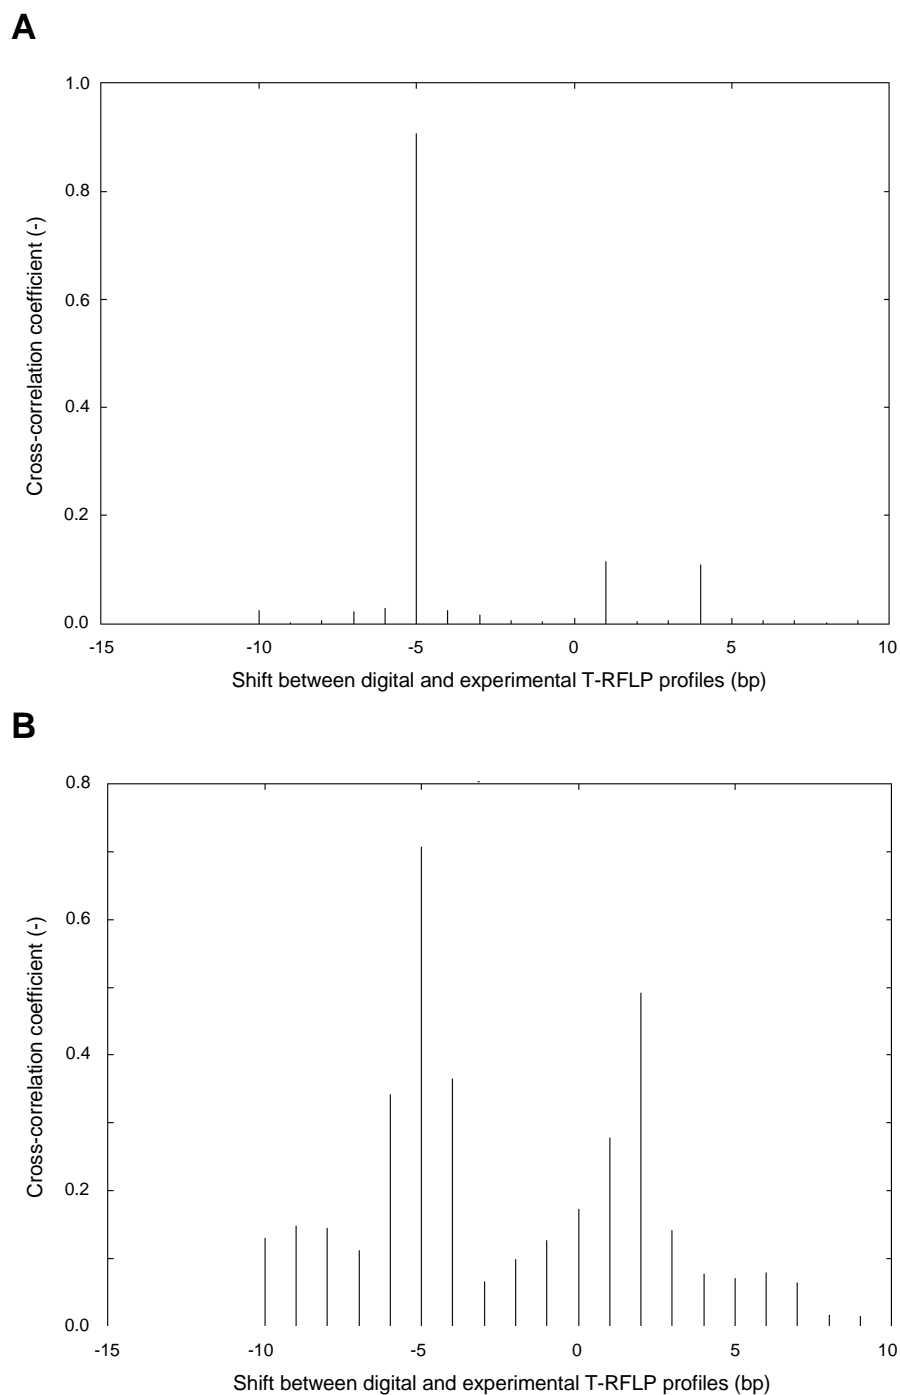 A
1.0
0.8
0.6
0.4
0.2
0.0
Cross-correlation coefficient (-)
-15 -10 -5 0 5 10
Shift between digital and experimental T-RFLP profiles (bp)
B
0.8
0.6
0.4
0.2
0.0
Cross-correlation coefficient (-)
-15 -10 -5 0 5 10
Shift between digital and experimental T-RFLP profiles (bp)